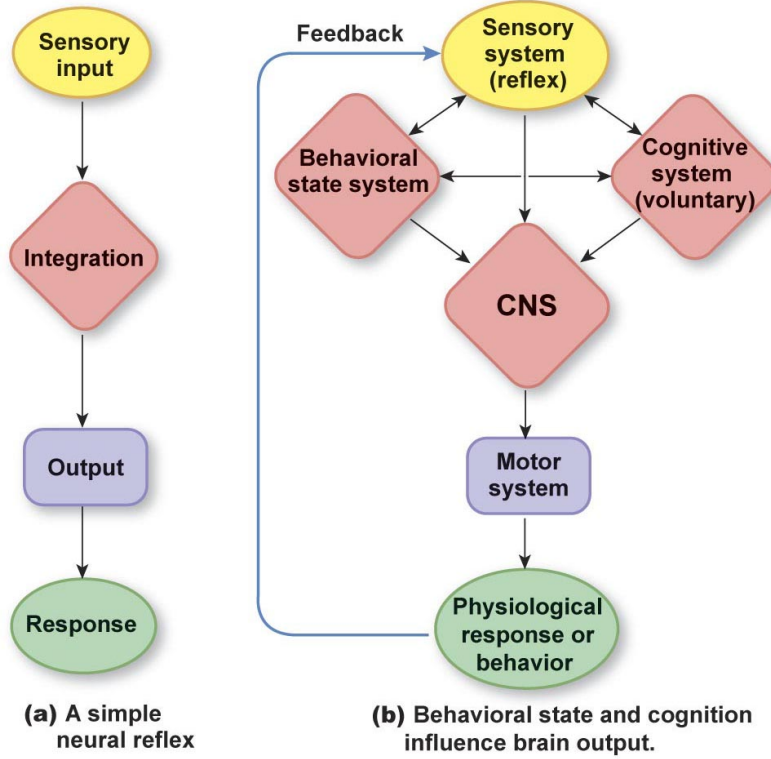 Sensory
input
Integration
Output
Response
(a) A simple
neural reflex
Feedback
Sensory
system
(reflex)
Behavioral
state system
Cognitive
system
(voluntary)
CNS
Motor
system
Physiological
response or
behavior
(b) Behavioral state and cognition
influence brain output.